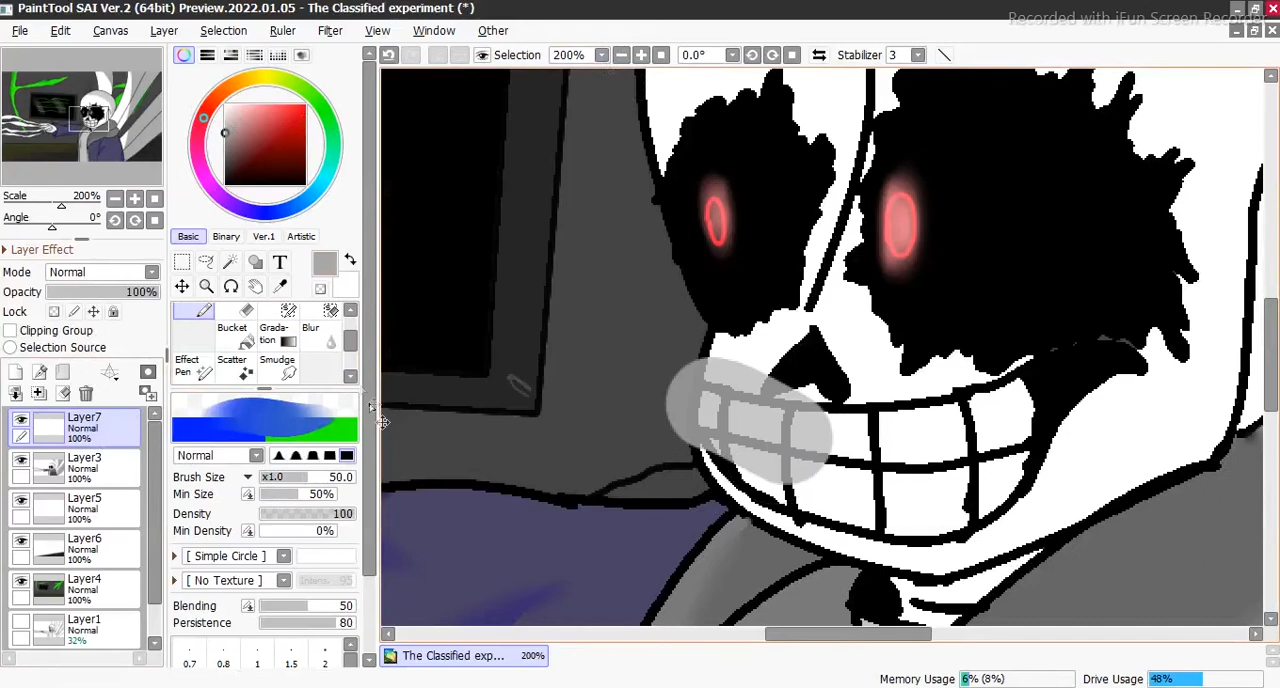 PaintTool SAI Ver.2 (64bit) Preview.2022.01.05 - The Classified experiment (*)
Recorded with iFun Screen Recorder
File Edit Canvas Layer Selection Ruler Filter View Window Other
Selection 200% 0.0° Stabilizer 3
Scale 200%
Angle 0°
Layer Effect
Mode Normal
Opacity 100%
Lock
Clipping Group
Selection Source
Layer7
Normal
100%
Layer3
Normal
100%
Layer5
Normal
100%
Layer6
Normal
100%
Layer4
Normal
100%
Layer1
Normal
32%
Basic Binary Ver.1 Artistic
T
Bucket Grada-
tion Blur
Effect
Pen Scatter Smudge
Normal
Brush Size x1.0 50.0
Min Size 50%
Density 100
Min Density 0%
[ Simple Circle ]
[ No Texture ] Intens. 95
Blending 50
Persistence 80
0.7 0.8 1 1.5 2
The Classified exp... 200%
Memory Usage 6% (8%) Drive Usage 48%